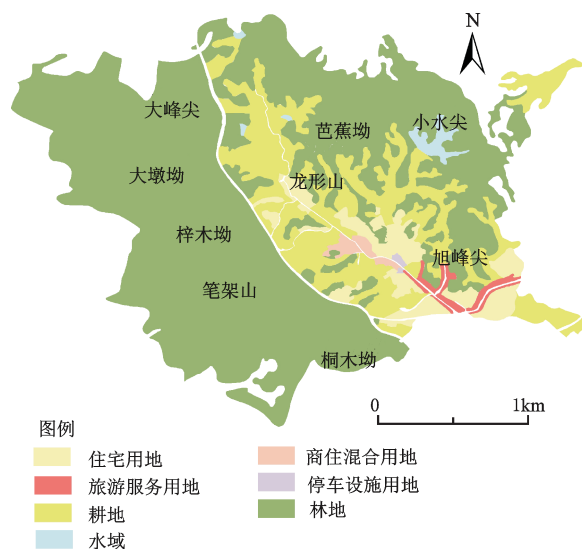 N
大峰尖
芭蕉坳
小水尖
大墩坳
龙形山
梓木坳
旭峰尖
笔架山
桐木坳
0 1km
图例
住宅用地
商住混合用地
旅游服务用地
停车设施用地
耕地
林地
水域